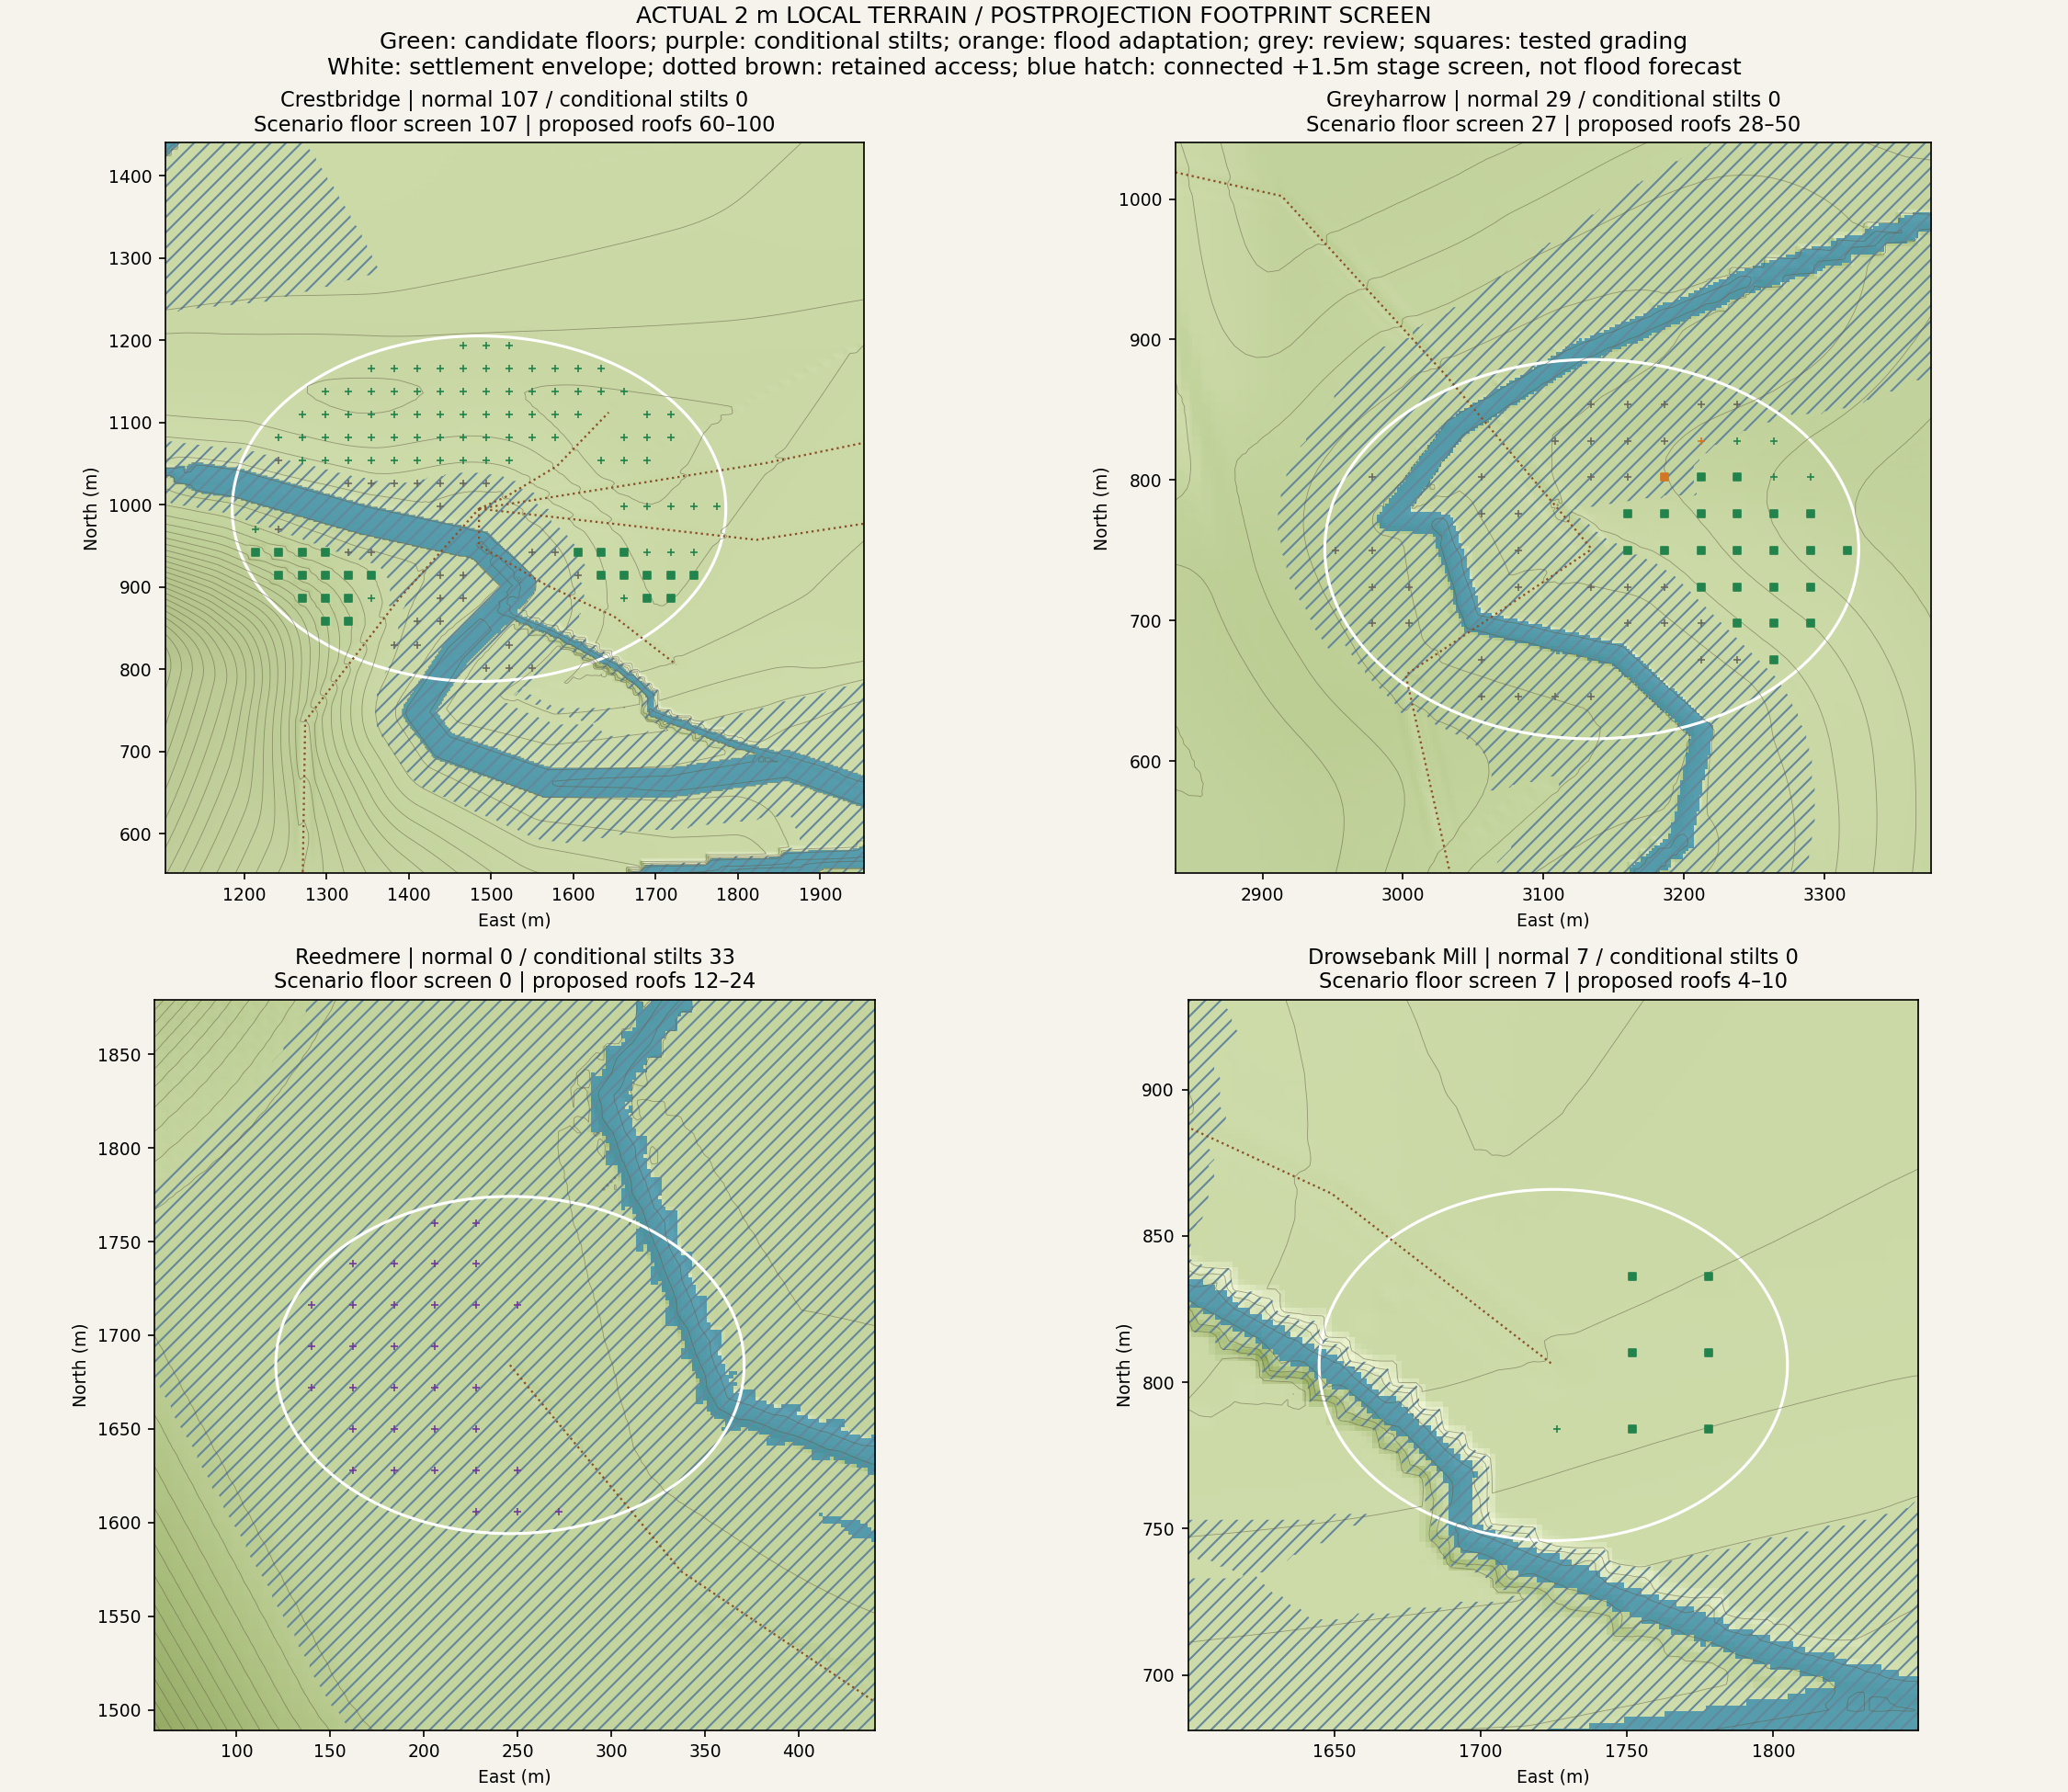 ACTUAL 2 m LOCAL TERRAIN / POSTPROJECTION FOOTPRINT SCREEN
Green: candidate floors; purple: conditional stilts; orange: flood adaptation; grey: review; squares: tested grading
White: settlement envelope; dotted brown: retained access; blue hatch: connected +1.5m stage screen, not flood forecast
Crestbridge | normal 107 / conditional stilts 0
Scenario floor screen 107 | proposed roofs 60–100
1400
1300
1200
1100
1000
900
800
700
600
North (m)
1200 1300 1400 1500 1600 1700 1800 1900
East (m)
Greyharrow | normal 29 / conditional stilts 0
Scenario floor screen 27 | proposed roofs 28–50
1000
900
800
700
600
North (m)
2900 3000 3100 3200 3300
East (m)
Reedmere | normal 0 / conditional stilts 33
Scenario floor screen 0 | proposed roofs 12–24
1850
1800
1750
1700
1650
1600
1550
1500
North (m)
100 150 200 250 300 350 400
East (m)
Drowsebank Mill | normal 7 / conditional stilts 0
Scenario floor screen 7 | proposed roofs 4–10
900
850
800
750
700
North (m)
1650 1700 1750 1800
East (m)